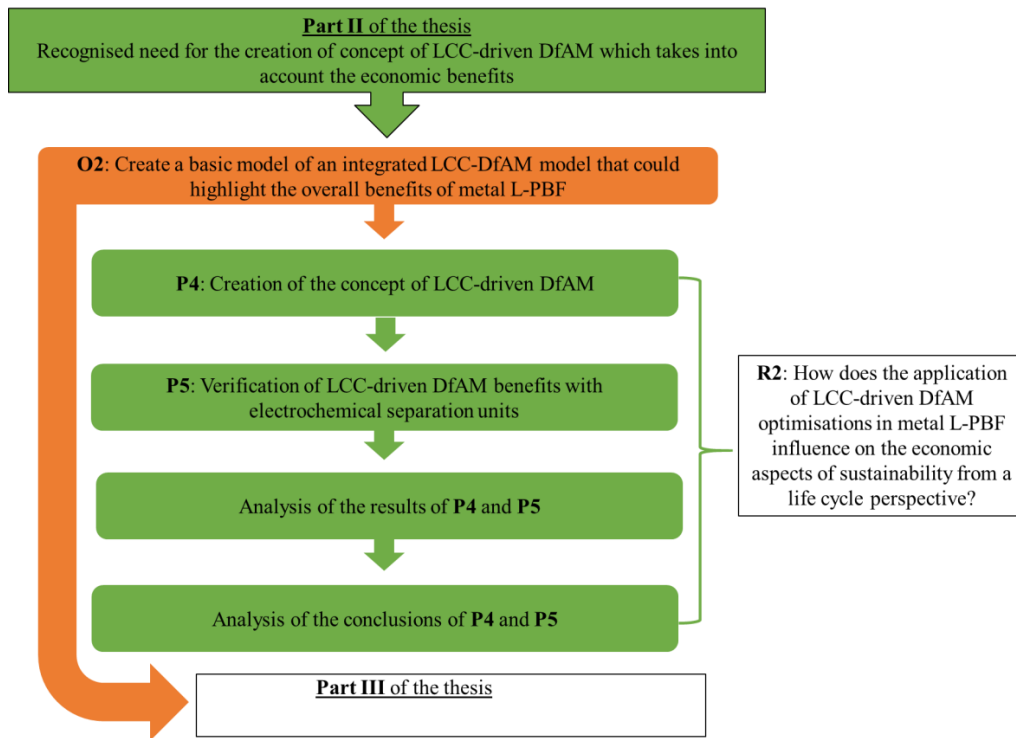 Part II of the thesis
Recognised need for the creation of concept of LCC-driven DfAM which takes into
account the economic benefits
O2: Create a basic model of an integrated LCC-DfAM model that could
highlight the overall benefits of metal L-PBF
P4: Creation of the concept of LCC-driven DfAM
P5: Verification of LCC-driven DfAM benefits with
electrochemical separation units
Analysis of the results of P4 and P5
Analysis of the conclusions of P4 and P5
R2: How does the application
of LCC-driven DfAM
optimisations in metal L-PBF
influence on the economic
aspects of sustainability from a
life cycle perspective?
Part III of the thesis